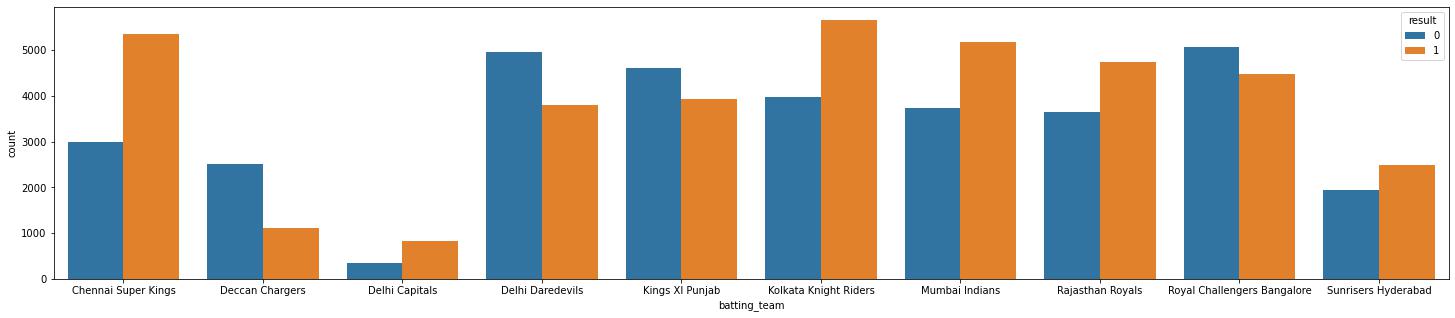 result
0
1
count
5000
4000
3000
2000
1000
0
Chennai Super Kings Deccan Chargers Delhi Capitals Delhi Daredevils Kings XI Punjab Kolkata Knight Riders Mumbai Indians Rajasthan Royals Royal Challengers Bangalore Sunrisers Hyderabad
batting_team